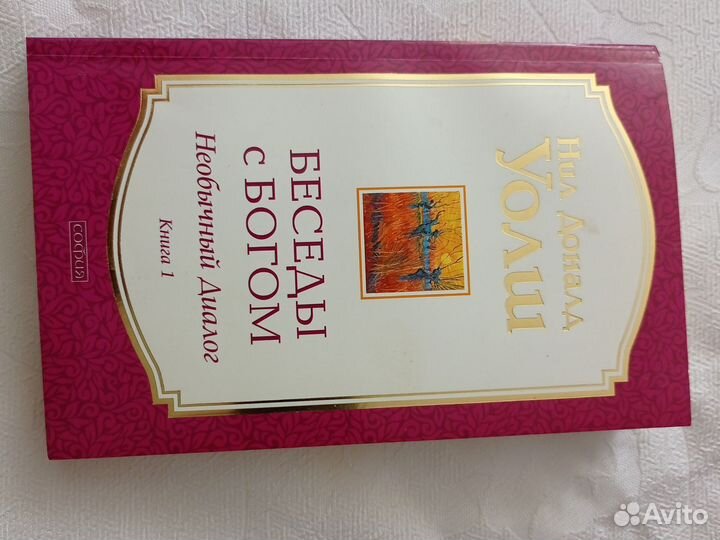 Нил Доналд
Уолш
БЕСЕДЫ
с БОГОМ
Необычный Диалог
Книга 1
СОФИЯ
Avito